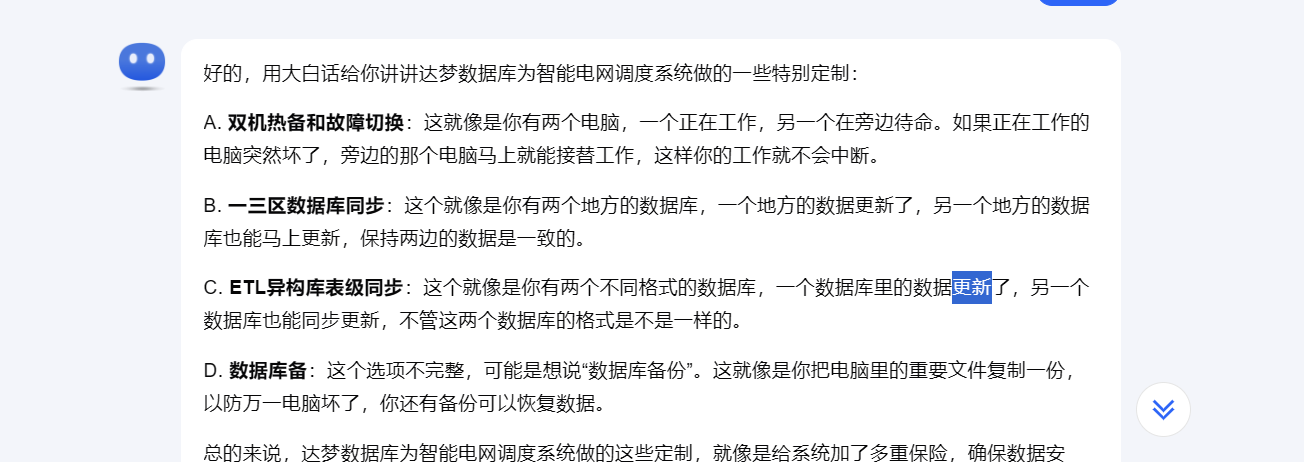 好的，用大白话给你讲讲达梦数据库为智能电网调度系统做的一些特别定制：
A. 双机热备和故障切换：这就像是你有两个电脑，一个正在工作，另一个在旁边待命。如果正在工作的
电脑突然坏了，旁边的那个电脑马上就能接替工作，这样你的工作就不会中断。
B. 一三区数据库同步：这个就像是你有两个地方的数据库，一个地方的数据更新了，另一个地方的数据
库也能马上更新，保持两边的数据是一致的。
C. ETL异构库表级同步：这个就像是你有两个不同格式的数据库，一个数据库里的数据更新了，另一个
数据库也能同步更新，不管这两个数据库的格式是不是一样的。
D. 数据库备：这个选项不完整，可能是想说“数据库备份”。这就像是你把电脑里的重要文件复制一份，
以防万一电脑坏了，你还有备份可以恢复数据。
总的来说，达梦数据库为智能电网调度系统做的这些定制，就像是给系统加了多重保险，确保数据安